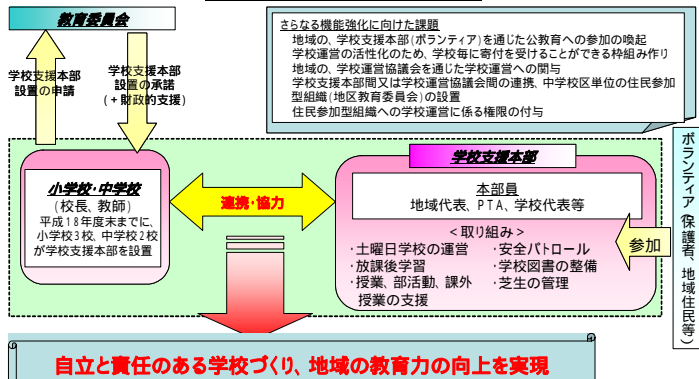 教育委員会
さらなる機能強化に向けた課題
地域の、学校支援本部(ボランティア)を通じた公教育への参加の喚起
学校運営の活性化のため、学校毎に寄付を受けることができる枠組み作り
地域の、学校運営協議会を通じた学校運営への関与
学校支援本部間又は学校運営協議会間の連携、中学校区単位の住民参加
型組織(地区教育委員会)の設置
住民参加型組織への学校運営に係る権限の付与
学校支援本部
設置の申請
学校支援本部
設置の承諾
(+財政的支援)
小学校・中学校
(校長、教師)
平成18年度末までに、
小学校3校、中学校2校
が学校支援本部を設置
連携・協力
学校支援本部
本部員
地域代表、PTA、学校代表等
<取り組み>
・土曜日学校の運営
・放課後学習
・授業、部活動、課外
授業の支援
・安全パトロール
・学校図書の整備
・芝生の管理
参加
ボランティア(保護者、地域住民等)
自立と責任のある学校づくり、地域の教育力の向上を実現